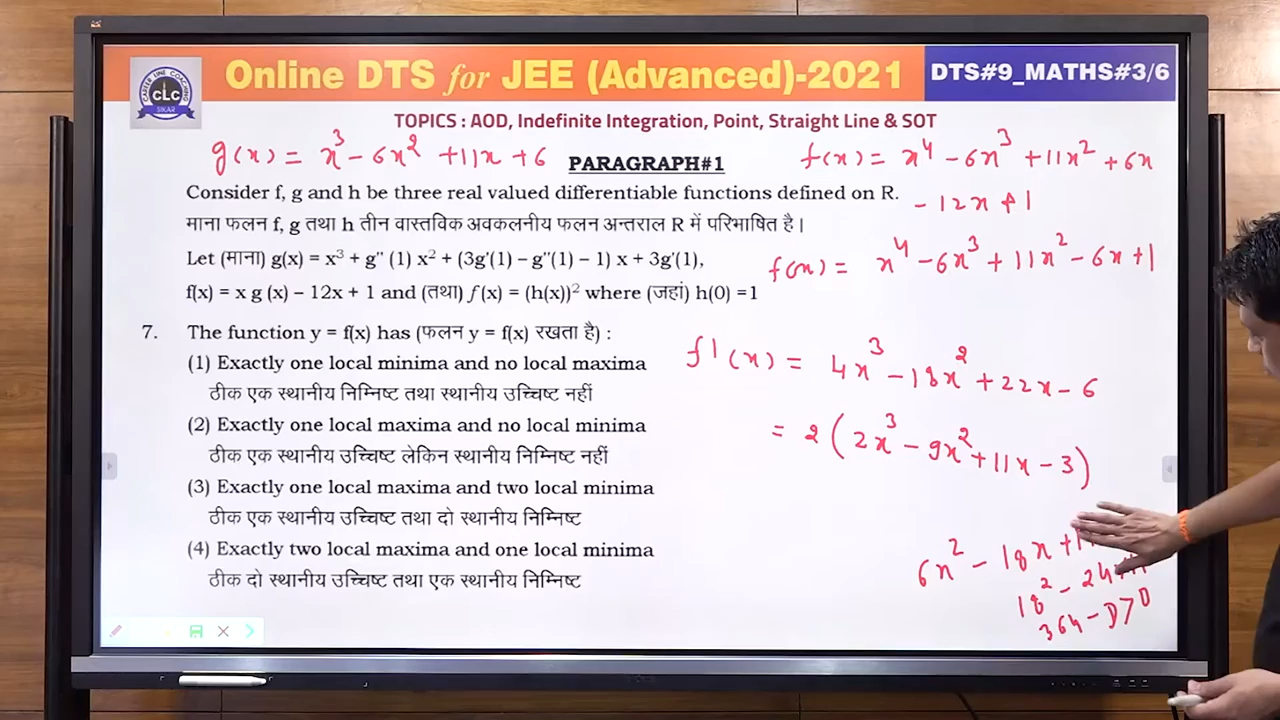 CAREER LINE COACHING
CLC
SIKAR
Online DTS for JEE (Advanced)-2021
DTS#9_MATHS#3/6
TOPICS : AOD, Indefinite Integration, Point, Straight Line & SOT
g(x) = x³ - 6x² + 11x + 6
PARAGRAPH#1
f(x) = x⁴ - 6x³ + 11x² + 6x
- 12x + 1
Consider f, g and h be three real valued differentiable functions defined on R.
माना फलन f, g तथा h तीन वास्तविक अवकलनीय फलन अन्तराल R में परिभाषित है।
Let (माना) g(x) = x³ + g'' (1) x² + (3g'(1) – g''(1) – 1) x + 3g'(1),
f(x) = x⁴ - 6x³ + 11x² - 6x + 1
f(x) = x g (x) – 12x + 1 and (तथा) f (x) = (h(x))² where (जहां) h(0) =1
7. The function y = f(x) has (फलन y = f(x) रखता है) :
(1) Exactly one local minima and no local maxima
ठीक एक स्थानीय निम्निष्ट तथा स्थानीय उच्चिष्ट नहीं
f'(x) = 4x³ - 18x² + 22x - 6
(2) Exactly one local maxima and no local minima
ठीक एक स्थानीय उच्चिष्ट लेकिन स्थानीय निम्निष्ट नहीं
= 2 (2x³ - 9x² + 11x - 3)
(3) Exactly one local maxima and two local minima
ठीक एक स्थानीय उच्चिष्ट तथा दो स्थानीय निम्निष्ट
(4) Exactly two local maxima and one local minima
ठीक दो स्थानीय उच्चिष्ट तथा एक स्थानीय निम्निष्ट
6x² - 18x +
18² - 24
364 - D > 0